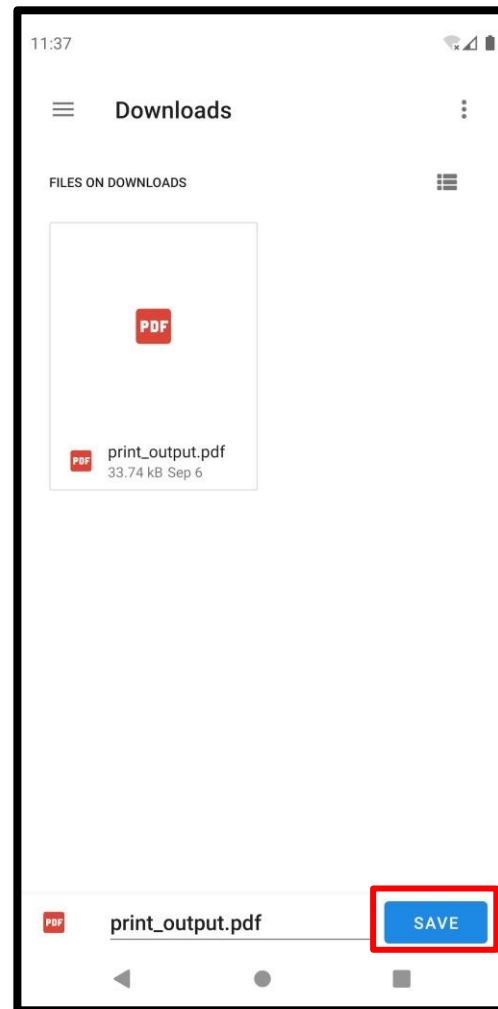 11:37
Downloads
FILES ON DOWNLOADS
PDF
PDF print_output.pdf
33.74 kB Sep 6
PDF print_output.pdf SAVE